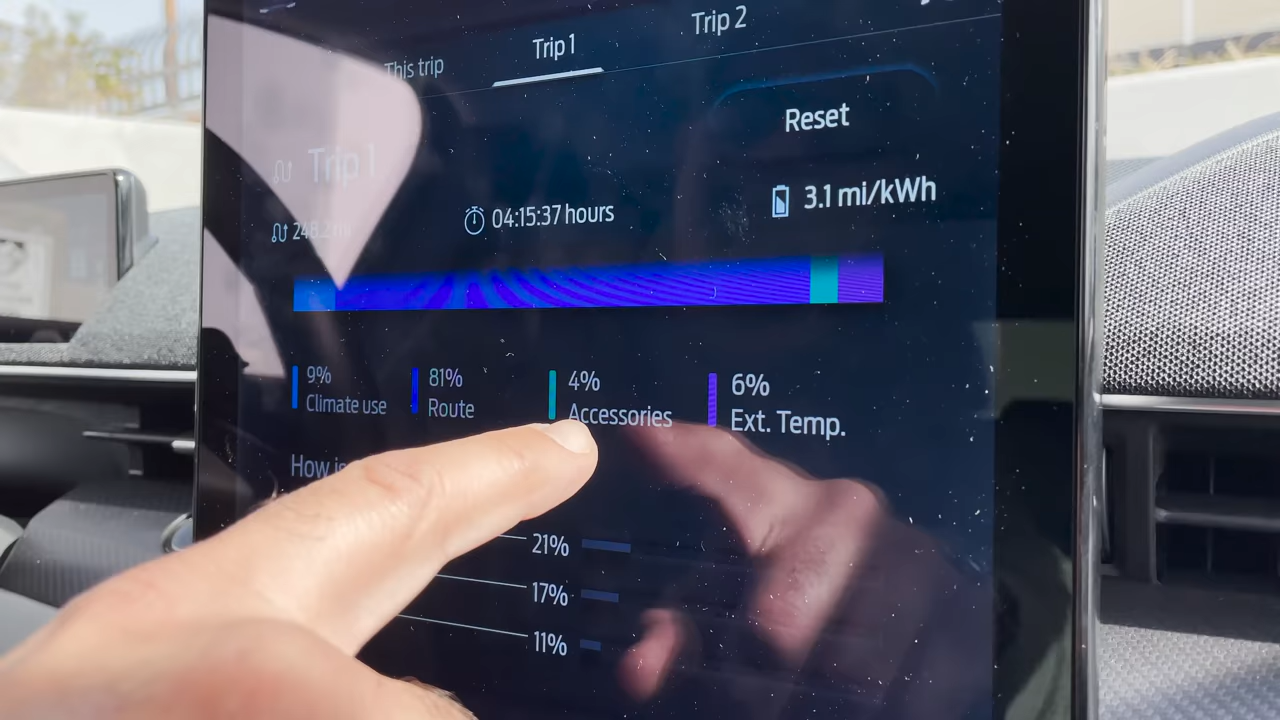 This trip
Trip 1
Trip 2
Reset
Trip 1
248.2 mi
04:15:37 hours
3.1 mi/kWh
9%
Climate use
81%
Route
4%
Accessories
6%
Ext. Temp.
How is
21%
17%
11%